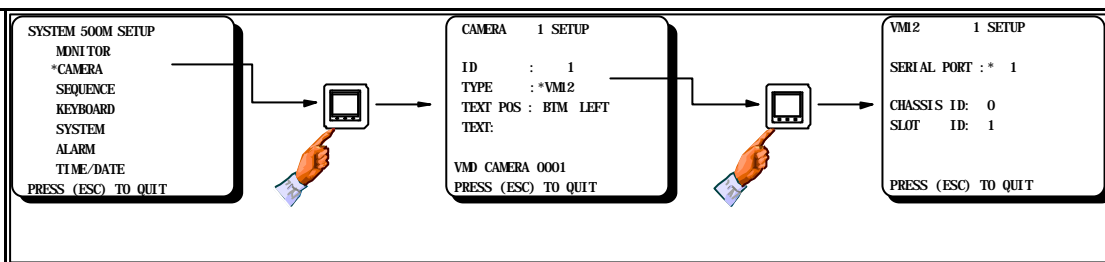 SYSTEM 500M SETUP
MONITOR
*CAMERA
SEQUENCE
KEYBOARD
SYSTEM
ALARM
TIME/DATE
PRESS (ESC) TO QUIT
CAMERA 1 SETUP
ID : 1
TYPE :*VM12
TEXT POS : BTM LEFT
TEXT:
VMD CAMERA 0001
PRESS (ESC) TO QUIT
VM12 1 SETUP
SERIAL PORT :* 1
CHASSIS ID: 0
SLOT ID: 1
PRESS (ESC) TO QUIT